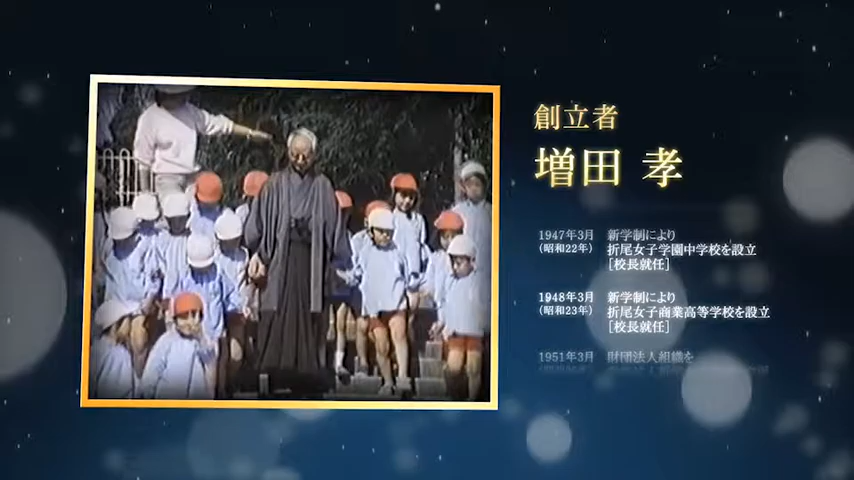 創立者
増田 孝
1947年3月 新学制により
(昭和22年) 折尾女子学園中学校を設立
[校長就任]
1948年3月 新学制により
(昭和23年) 折尾女子商業高等学校を設立
[校長就任]
1951年3月 財団法人組織を